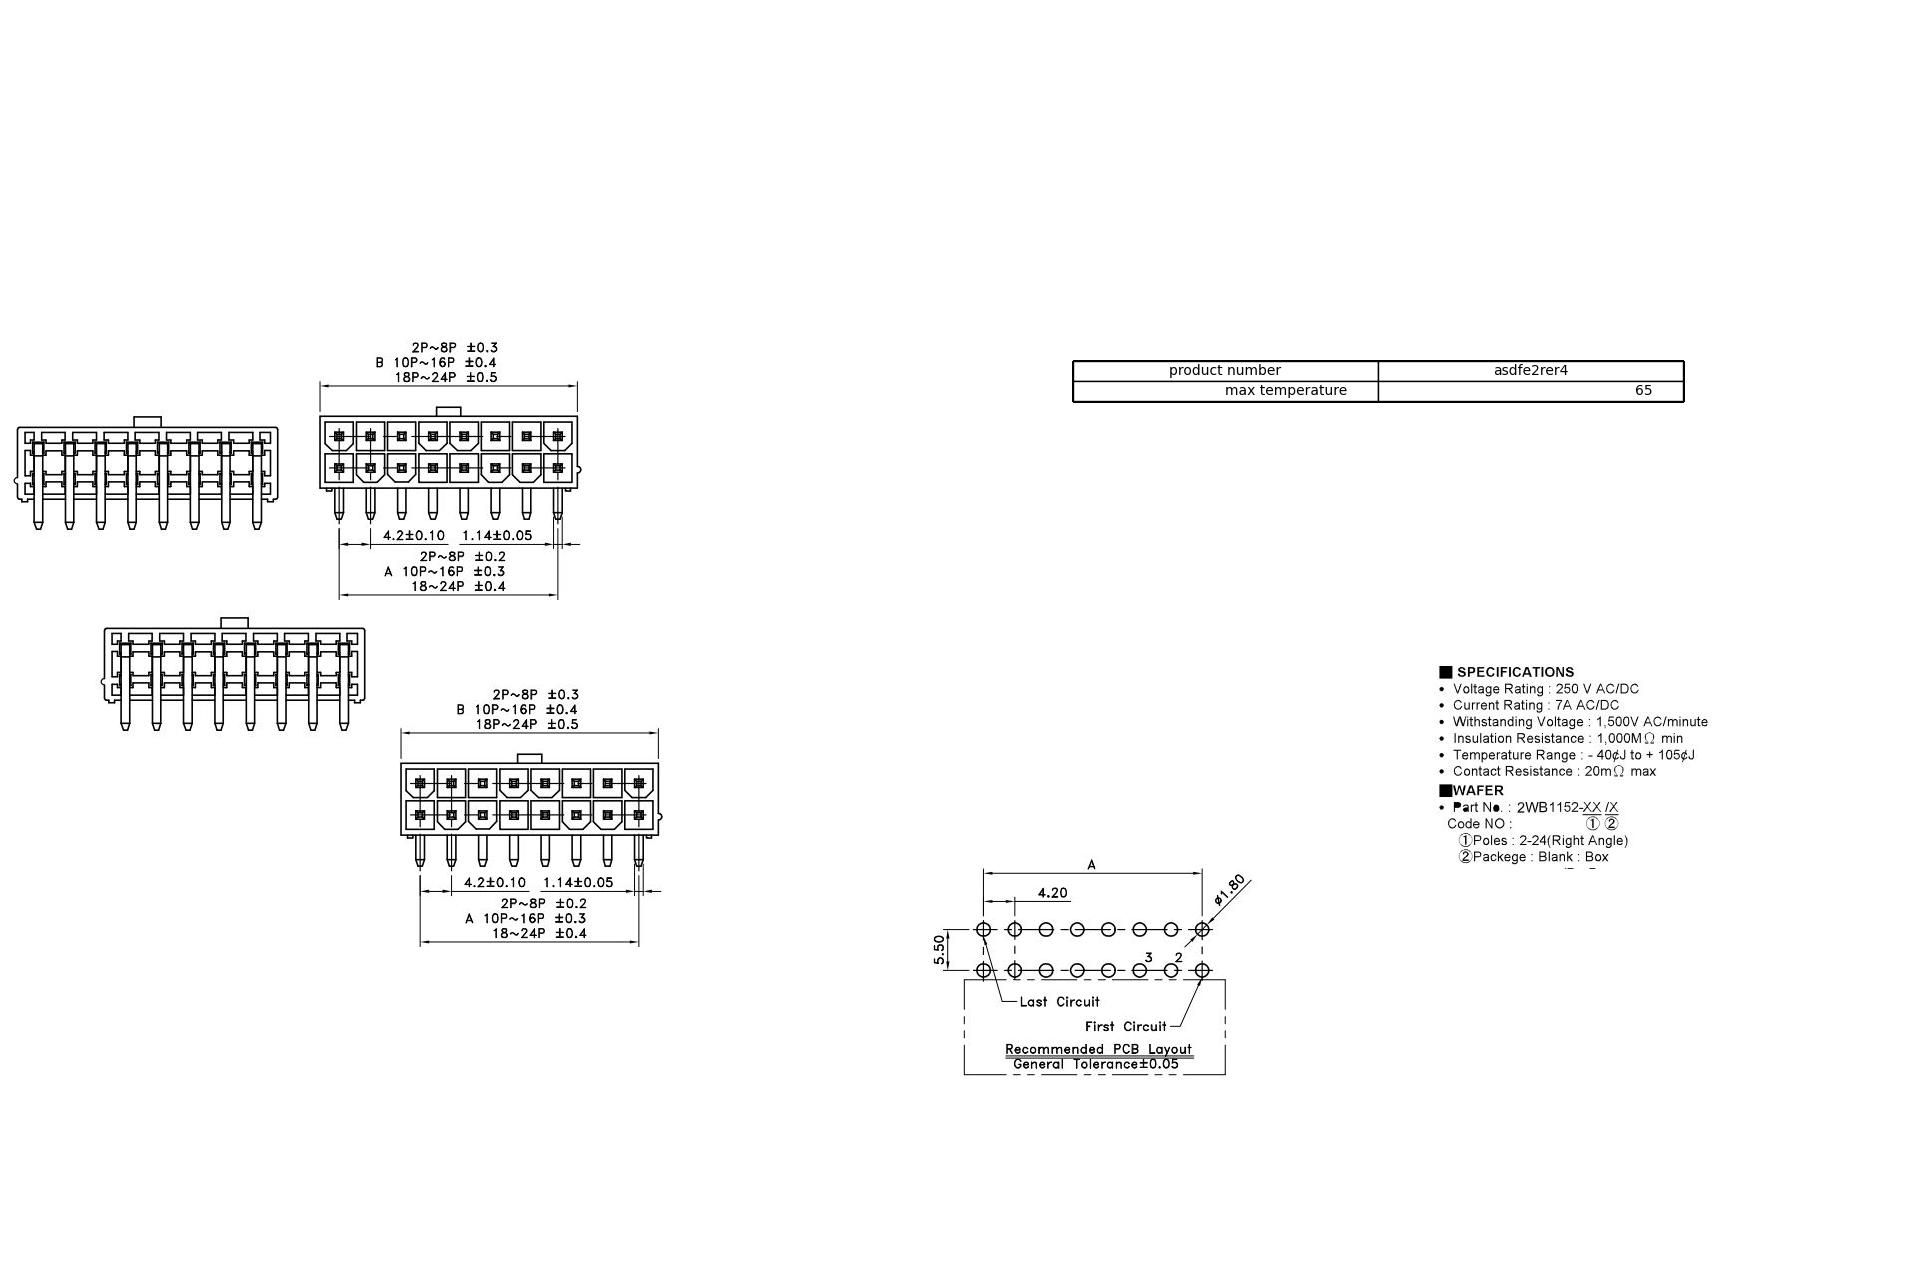 2P~8P ±0.3
B 10P~16P ±0.4
18P~24P ±0.5
4.2±0.10 1.14±0.05
2P~8P ±0.2
A 10P~16P ±0.3
18~24P ±0.4
2P~8P ±0.3
B 10P~16P ±0.4
18P~24P ±0.5
4.2±0.10 1.14±0.05
2P~8P ±0.2
A 10P~16P ±0.3
18~24P ±0.4
product number asdfe2rer4
max temperature 65
A
4.20
ø1.80
5.50
3 2
Last Circuit
First Circuit
Recommended PCB Layout
General Tolerance±0.05
■ SPECIFICATIONS
• Voltage Rating : 250 V AC/DC
• Current Rating : 7A AC/DC
• Withstanding Voltage : 1,500V AC/minute
• Insulation Resistance : 1,000MΩ min
• Temperature Range : - 40¢J to + 105¢J
• Contact Resistance : 20mΩ max
■WAFER
• Part No. : 2WB1152-XX /X
Code NO : ① ②
①Poles : 2-24(Right Angle)
②Packege : Blank : Box